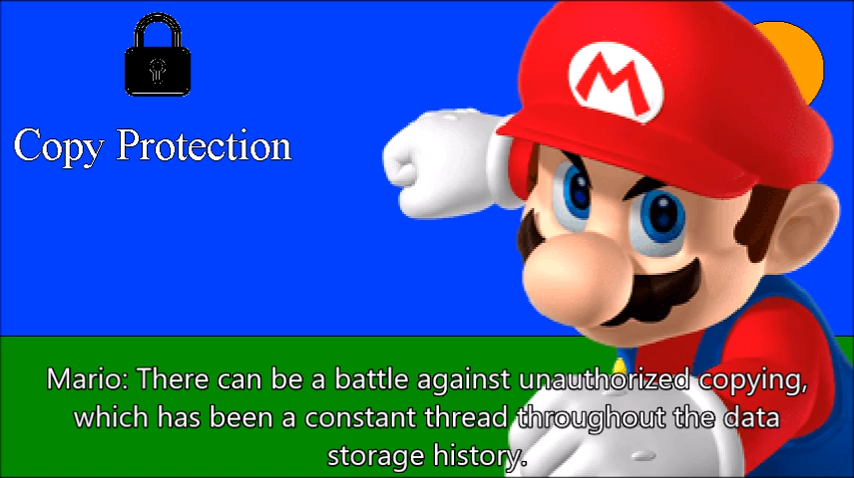 M
Copy Protection
Mario: There can be a battle against unauthorized copying,
which has been a constant thread throughout the data
storage history.